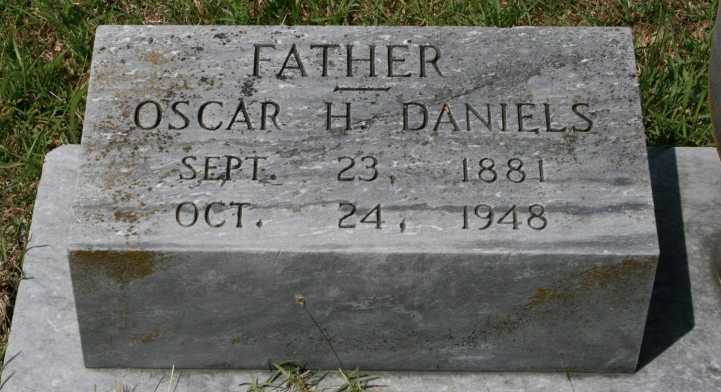 FATHER
OSCAR H. DANIELS
SEPT. 23, 1881
OCT. 24, 1948